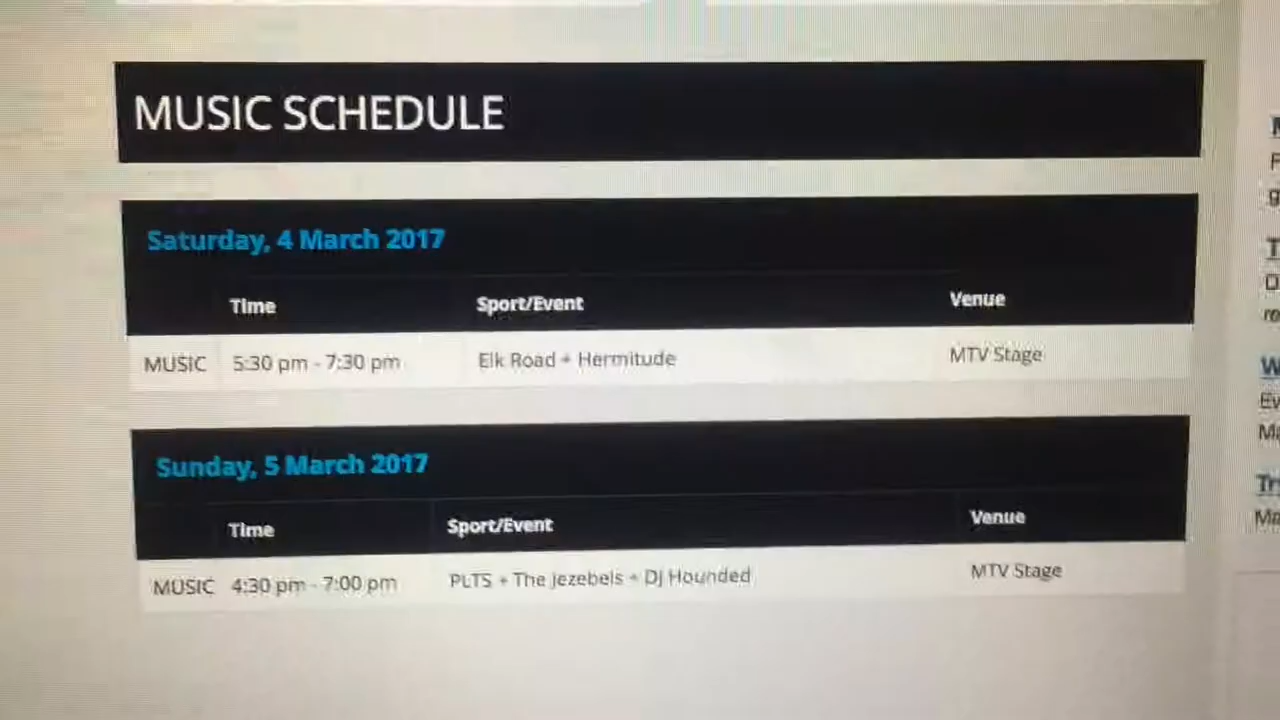 MUSIC SCHEDULE
Saturday, 4 March 2017
Time Sport/Event Venue
MUSIC 5:30 pm - 7:30 pm Elk Road + Hermitude MTV Stage
Sunday, 5 March 2017
Time Sport/Event Venue
MUSIC 4:30 pm - 7:00 pm PLTS + The Jezebels + DJ Hounded MTV Stage